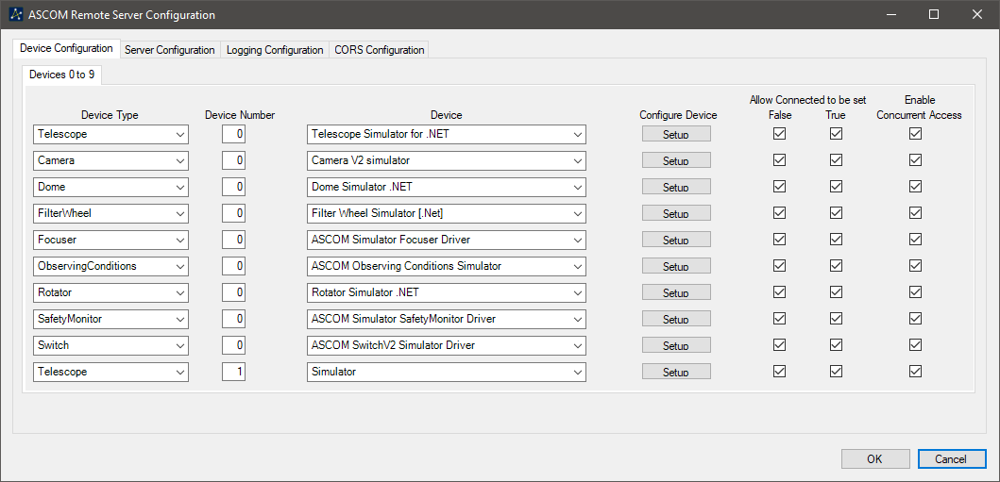 ASCOM Remote Server Configuration
Device Configuration Server Configuration Logging Configuration CORS Configuration
Devices 0 to 9
Allow Connected to be set Enable
Device Type Device Number Device Configure Device False True Concurrent Access
Telescope 0 Telescope Simulator for .NET Setup
Camera 0 Camera V2 simulator Setup
Dome 0 Dome Simulator .NET Setup
FilterWheel 0 Filter Wheel Simulator [.Net] Setup
Focuser 0 ASCOM Simulator Focuser Driver Setup
ObservingConditions 0 ASCOM Observing Conditions Simulator Setup
Rotator 0 Rotator Simulator .NET Setup
SafetyMonitor 0 ASCOM Simulator SafetyMonitor Driver Setup
Switch 0 ASCOM SwitchV2 Simulator Driver Setup
Telescope 1 Simulator Setup
OK Cancel